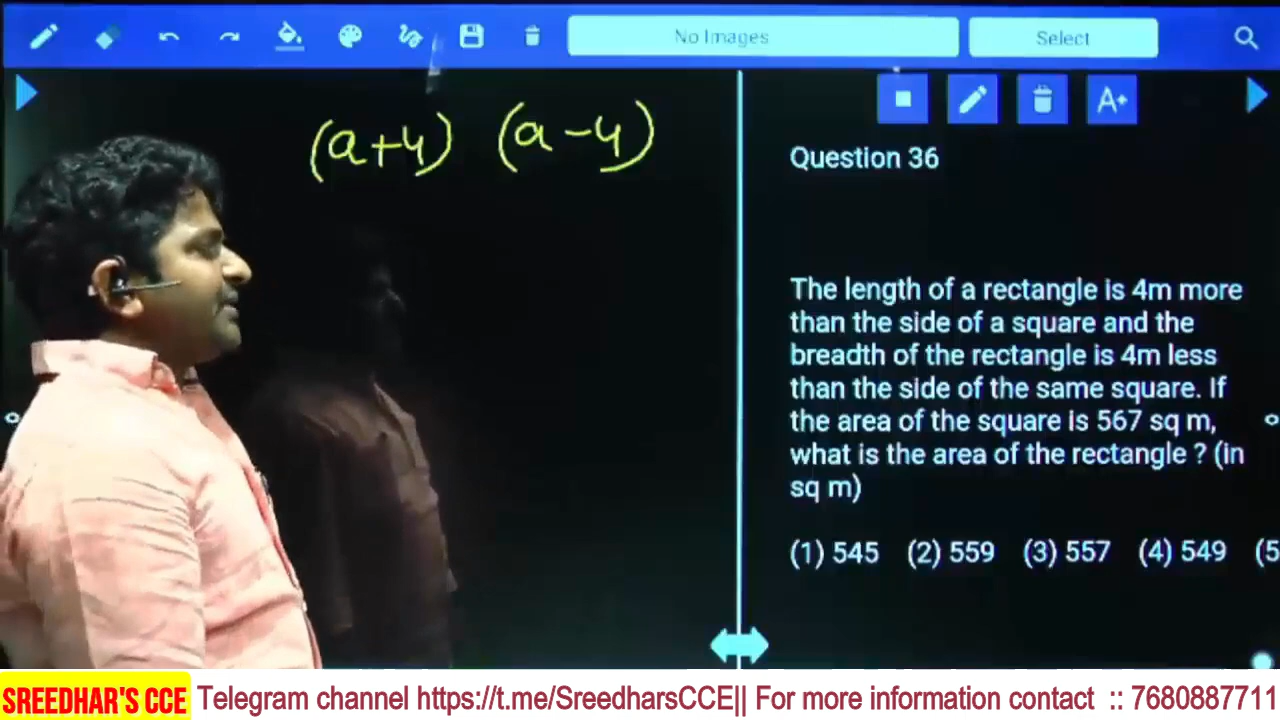 No Images
Select
A+
(a+4) (a-4)
Question 36
The length of a rectangle is 4m more
than the side of a square and the
breadth of the rectangle is 4m less
than the side of the same square. If
the area of the square is 567 sq m,
what is the area of the rectangle ? (in
sq m)
(1) 545 (2) 559 (3) 557 (4) 549 (5
SREEDHAR'S CCE Telegram channel https://t.me/SreedharsCCE|| For more information contact :: 7680887711